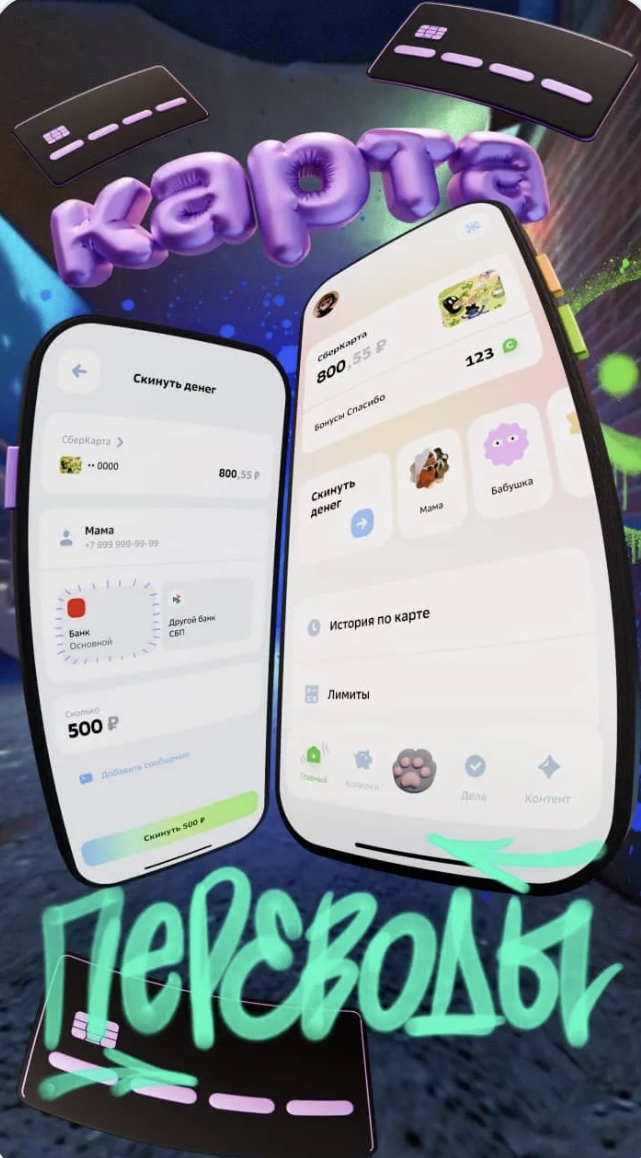 карта
Скинуть денег
СберКарта
•• 0000
800,55 ₽
Мама
+7 999 999-99-99
Банк
Основной
Другой банк
СБП
Сколько
500 ₽
Добавить сообщение
Скинуть 500 ₽
СберКарта
800,55 ₽
Бонусы Спасибо
123
Скинуть
денег
Мама
Бабушка
История по карте
Лимиты
Главный
Копилки
Дела
Контент
ПЕРЕВОДЫ